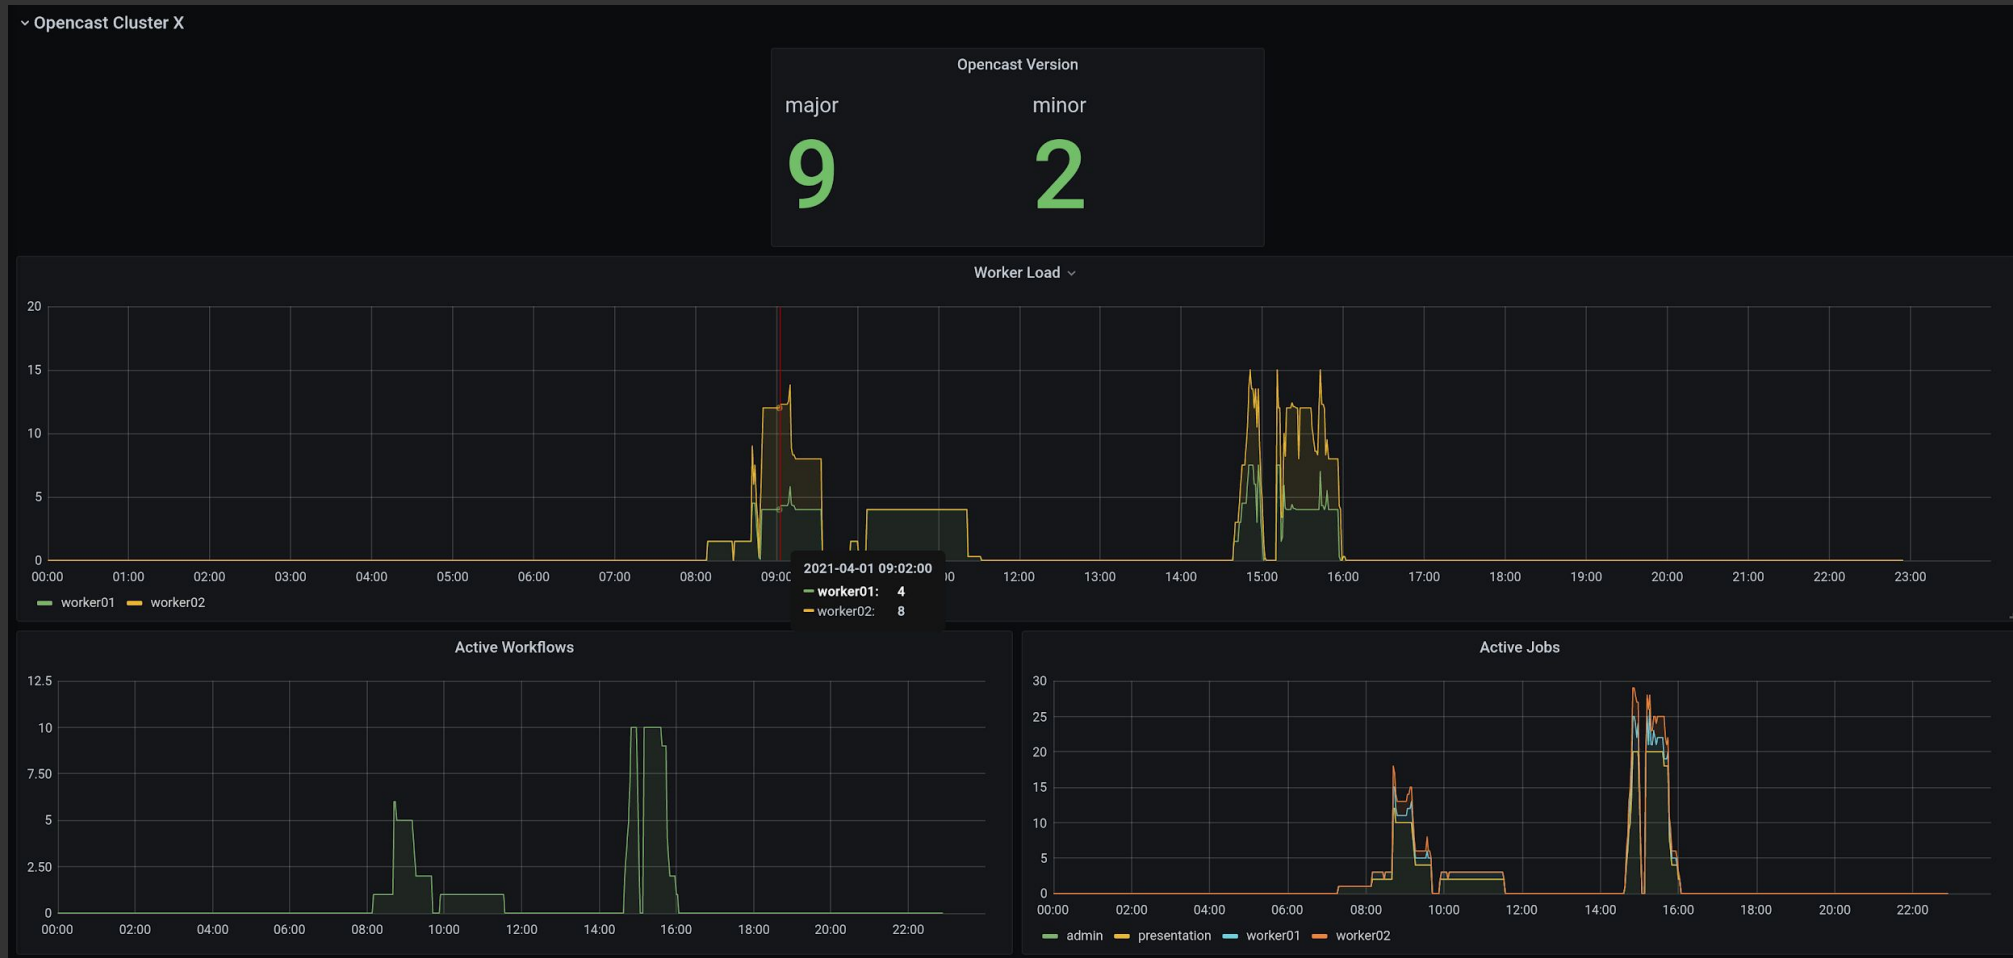 Opencast Cluster X
Opencast Version
major minor
9 2
Worker Load
20
15
10
5
0
00:00 01:00 02:00 03:00 04:00 05:00 06:00 07:00 08:00 12:00 13:00 14:00 15:00 16:00 17:00 18:00 19:00 20:00 21:00 22:00 23:00
2021-04-01 09:02:00
worker01: 4
worker02: 8
worker01 worker02
Active Workflows
12.5
10
7.50
5
2.50
0
00:00 02:00 04:00 06:00 08:00 10:00 12:00 14:00 16:00 18:00 20:00 22:00
Active Jobs
30
25
20
15
10
5
0
00:00 02:00 04:00 06:00 08:00 10:00 12:00 14:00 16:00 18:00 20:00 22:00
admin presentation worker01 worker02